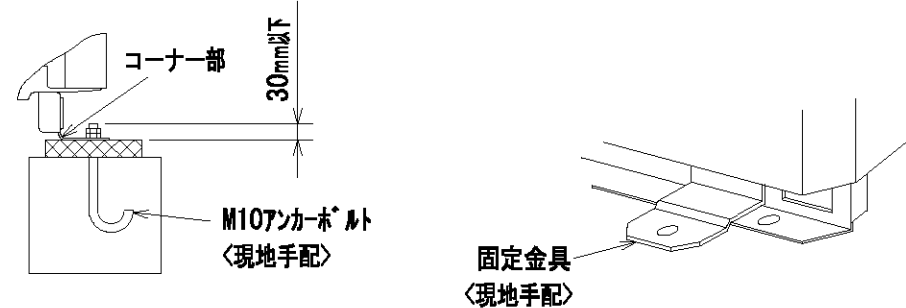 コーナー部
30mm以下
M10アンカーボルト
〈現地手配〉
固定金具
〈現地手配〉